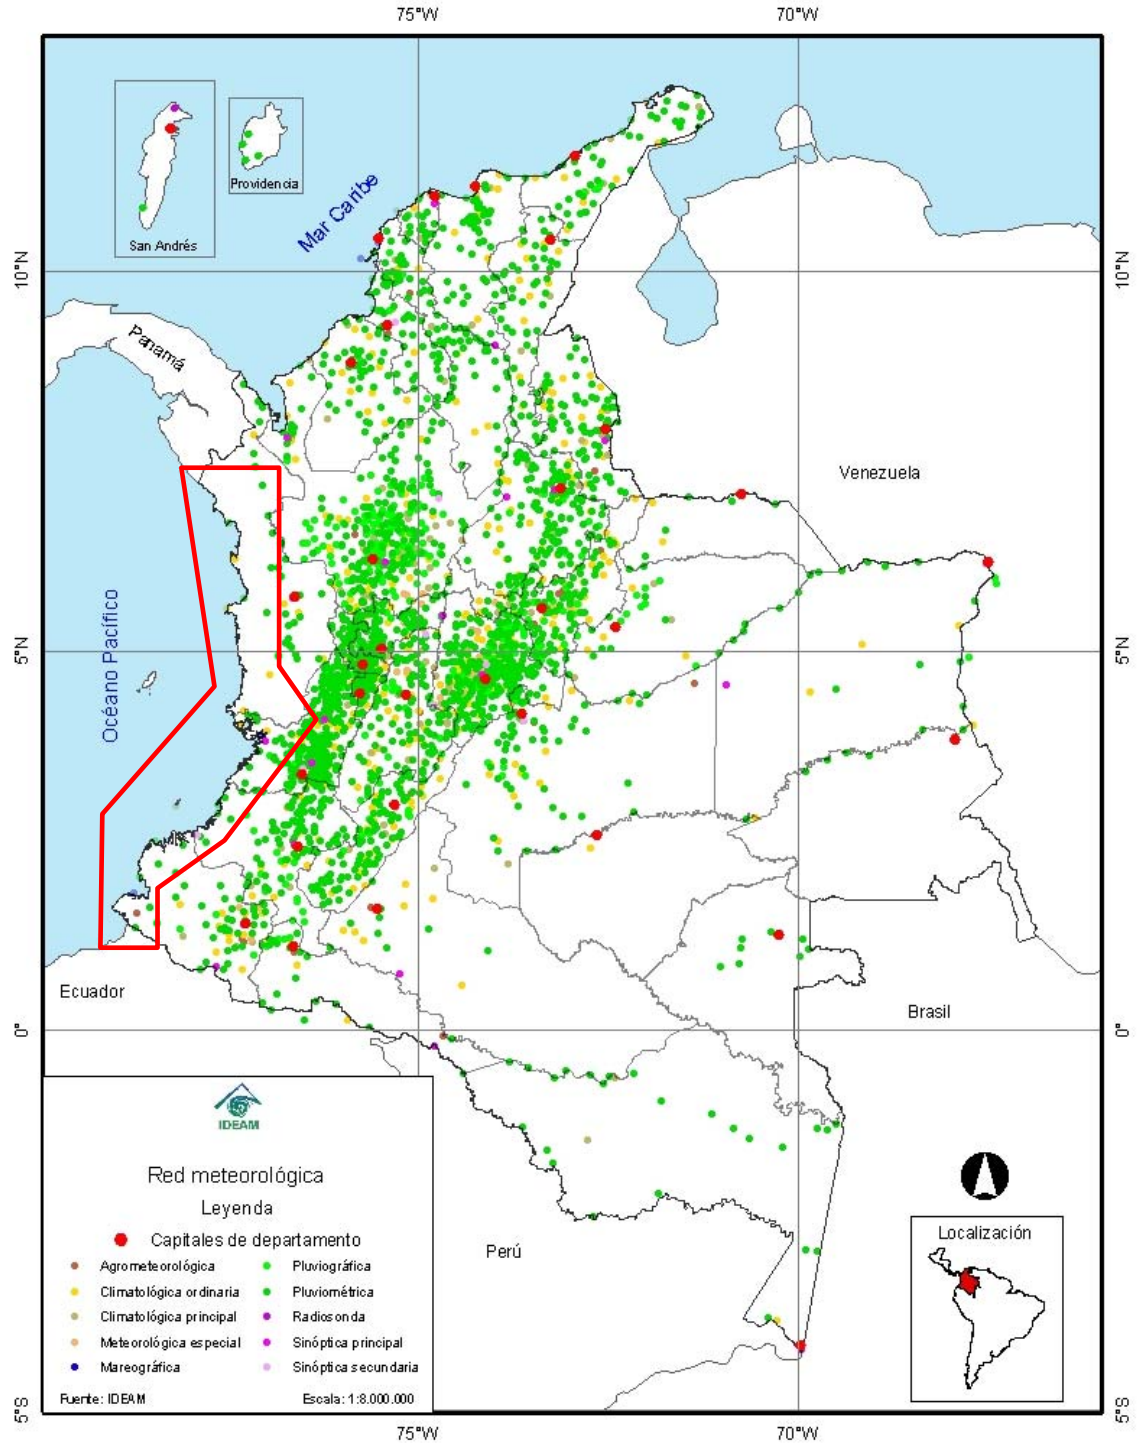 75°W
70°W
San Andrés
Providencia
Mar Caribe
10°N
10°N
Panamá
Venezuela
Océano Pacífico
5°N
5°N
Ecuador
Brasil
0°
0°
IDEAM
Red meteorológica
Leyenda
Capitales de departamento
Agrometeorológica
Pluviográfica
Climatológica ordinaria
Pluviométrica
Climatológica principal
Radiosonda
Meteorológica especial
Sinóptica principal
Mareográfica
Sinóptica secundaria
Fuente: IDEAM
Escala: 1:8.000.000
Perú
Localización
5°S
5°S
75°W
70°W